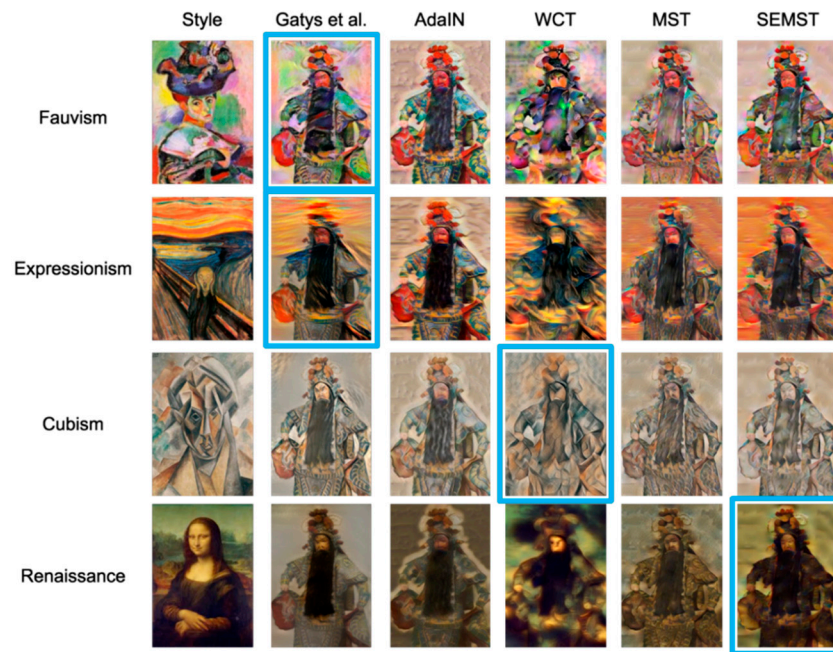 Style Gatys et al. AdaIN WCT MST SEMST
Fauvism
Expressionism
Cubism
Renaissance